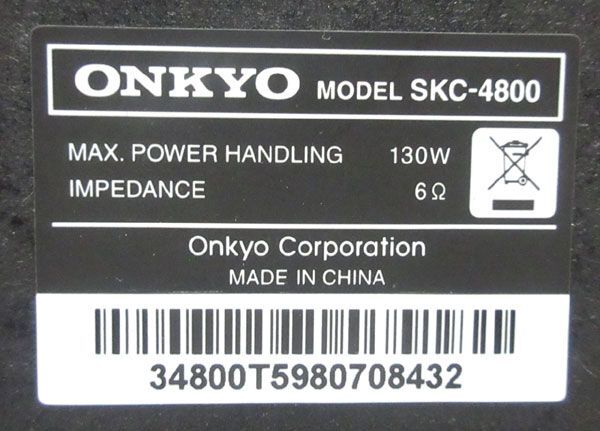 ONKYO MODEL SKC-4800
MAX. POWER HANDLING 130W
IMPEDANCE 6Ω
Onkyo Corporation
MADE IN CHINA
34800T5980708432